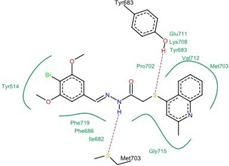 Tyr683
O
H
Glu711
Lys708
Tyr683
Pro702
Val712
Met703
O
Br
Tyr514
O
O
N
N
H
S
N
Phe719
Phe686
Ile682
Gly715
S
Met703